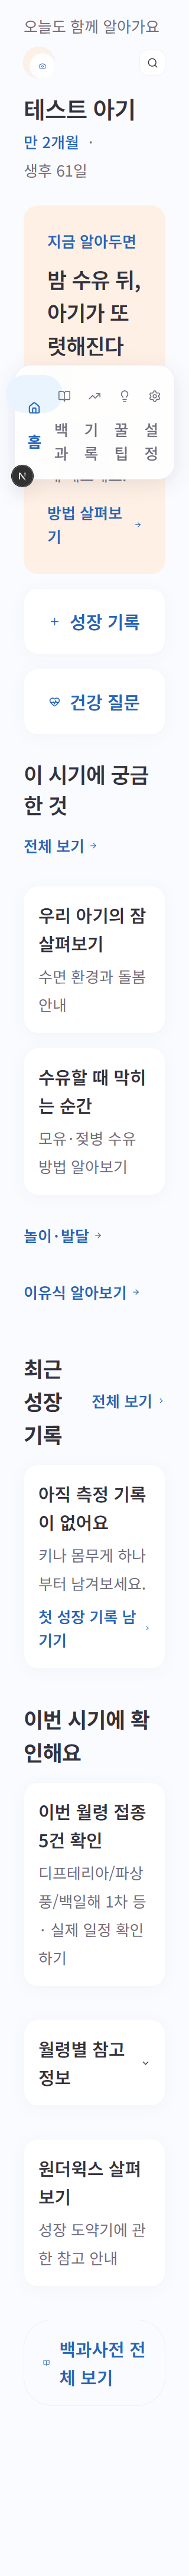 오늘도 함께 알아가요
테스트 아기
만 2개월 ·
생후 61일
지금 알아두면
밤 수유 뒤,
아기가 또
렷해진다
홈
백
과
기
록
꿀
팁
설
정
N
방법 살펴보
기
성장 기록
건강 질문
이 시기에 궁금
한 것
전체 보기
우리 아기의 잠
살펴보기
수면 환경과 돌봄
안내
수유할 때 막히
는 순간
모유·젖병 수유
방법 알아보기
놀이·발달
이유식 알아보기
최근
성장
기록
전체 보기
아직 측정 기록
이 없어요
키나 몸무게 하나
부터 남겨보세요.
첫 성장 기록 남
기기
이번 시기에 확
인해요
이번 월령 접종
5건 확인
디프테리아/파상
풍/백일해 1차 등
· 실제 일정 확인
하기
월령별 참고
정보
원더윅스 살펴
보기
성장 도약기에 관
한 참고 안내
백과사전 전
체 보기